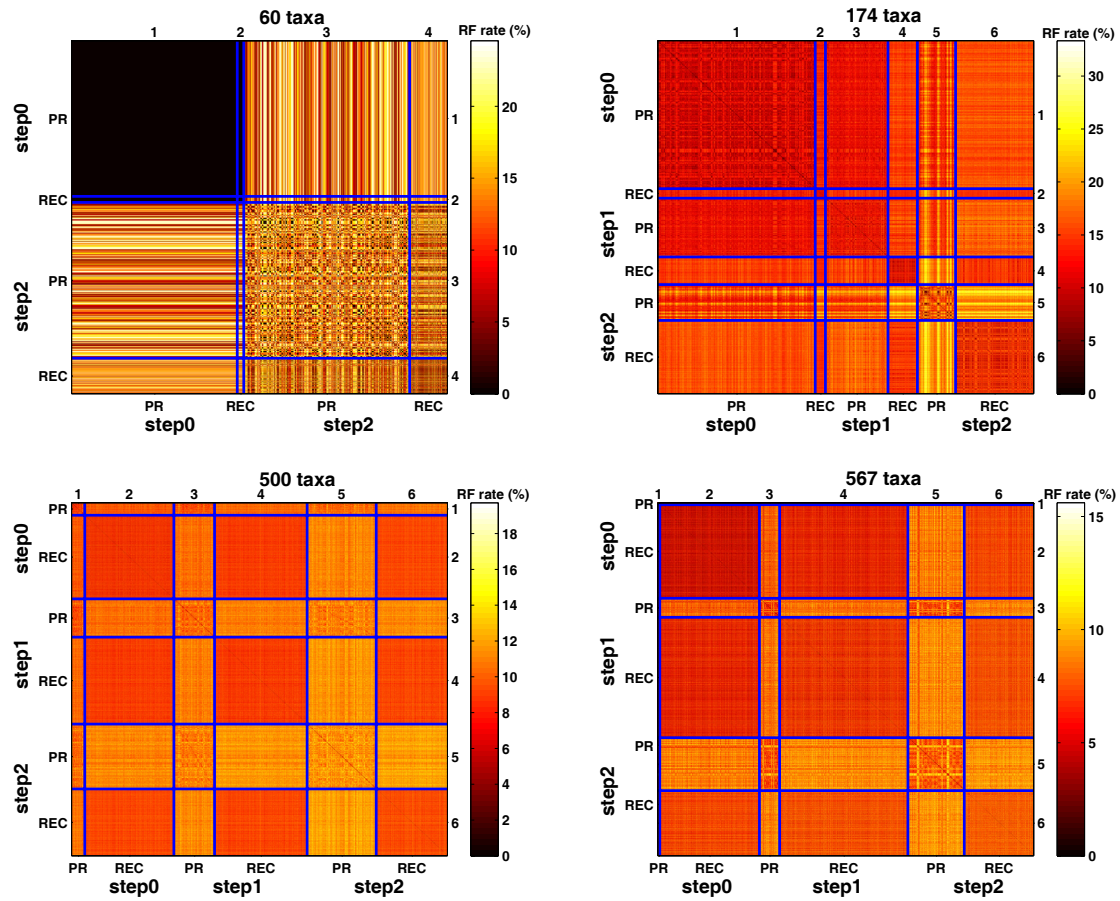 60 taxa
1 2 3 4 RF rate (%)
step0 PR 1
REC 2
step2 PR 3
REC 4
PR REC PR REC
step0 step2
20
15
10
5
0
174 taxa
1 2 3 4 5 6 RF rate (%)
step0 PR 1
REC 2
step1 PR 3
REC 4
step2 PR 5
REC 6
PR REC PR REC PR REC
step0 step1 step2
30
25
20
15
10
5
0
500 taxa
1 2 3 4 5 6 RF rate (%)
step0 PR 1
REC 2
step1 PR 3
REC 4
step2 PR 5
REC 6
PR REC PR REC PR REC
step0 step1 step2
18
16
14
12
10
8
6
4
2
0
567 taxa
1 2 3 4 5 6 RF rate (%)
step0 PR 1
REC 2
step1 PR 3
REC 4
step2 PR 5
REC 6
PR REC PR REC PR REC
step0 step1 step2
15
10
5
0